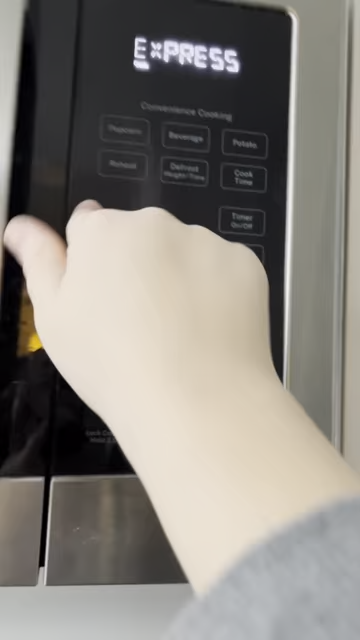 EXPRESS
Convenience Cooking
Popcorn Beverage Potato
Reheat Defrost Cook
Weight/Time Time
Timer
On/Off